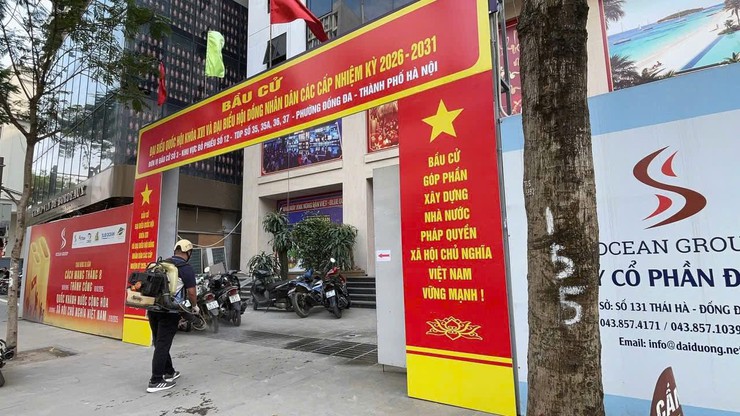 BẦU CỬ
ĐẠI BIỂU QUỐC HỘI KHÓA XVI VÀ ĐẠI BIỂU HỘI ĐỒNG NHÂN DÂN CÁC CẤP NHIỆM KỲ 2026-2031
ĐƠN VỊ BẦU CỬ SỐ 3 - KHU VỰC BỎ PHIẾU SỐ 12 - TDP SỐ 35, 35A, 36, 37 - PHƯỜNG ĐỐNG ĐA - THÀNH PHỐ HÀ NỘI
BẦU CỬ
GÓP PHẦN
XÂY DỰNG
NHÀ NƯỚC
PHÁP QUYỀN
XÃ HỘI CHỦ NGHĨA
VIỆT NAM
VỮNG MẠNH !
CÁCH MẠNG THÁNG 8
THÀNH CÔNG
QUỐC KHÁNH NƯỚC CỘNG HÒA
XÃ HỘI CHỦ NGHĨA VIỆT NAM
155
OCEAN GROU
Y CỔ PHẦN Đ
SỞ: SỐ 131 THÁI HÀ - ĐỐNG Đ
043.857.4171 / 043.857.1039
Email: info@daiduong.ne
CẤM